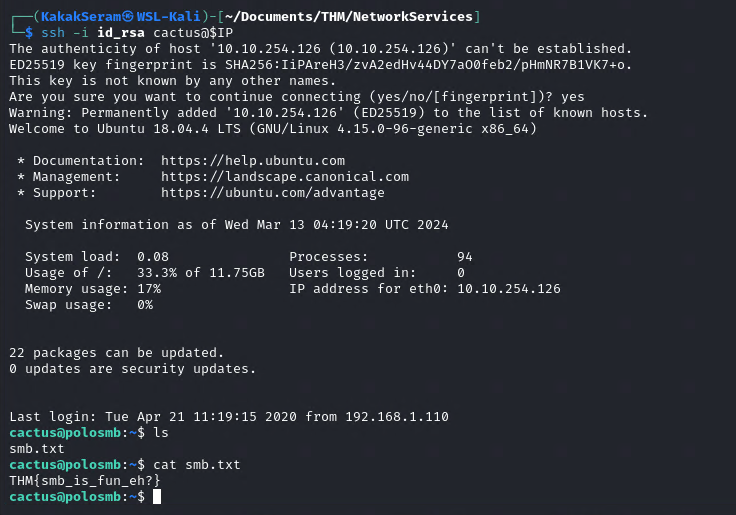 ┌──(KakakSeram㉿WSL-Kali)-[~/Documents/THM/NetworkServices]
└─$ ssh -i id_rsa cactus@$IP
The authenticity of host '10.10.254.126 (10.10.254.126)' can't be established.
ED25519 key fingerprint is SHA256:IiPAreH3/zvA2edHv44DY7aO0feb2/pHmNR7B1VK7+o.
This key is not known by any other names.
Are you sure you want to continue connecting (yes/no/[fingerprint])? yes
Warning: Permanently added '10.10.254.126' (ED25519) to the list of known hosts.
Welcome to Ubuntu 18.04.4 LTS (GNU/Linux 4.15.0-96-generic x86_64)

 * Documentation:  https://help.ubuntu.com
 * Management:     https://landscape.canonical.com
 * Support:        https://ubuntu.com/advantage

  System information as of Wed Mar 13 04:19:20 UTC 2024

  System load:  0.08               Processes:           94
  Usage of /:   33.3% of 11.75GB   Users logged in:     0
  Memory usage: 17%                IP address for eth0: 10.10.254.126
  Swap usage:   0%

22 packages can be updated.
0 updates are security updates.

Last login: Tue Apr 21 11:19:15 2020 from 192.168.1.110
cactus@polosmb:~$ ls
smb.txt
cactus@polosmb:~$ cat smb.txt
THM{smb_is_fun_eh?}
cactus@polosmb:~$